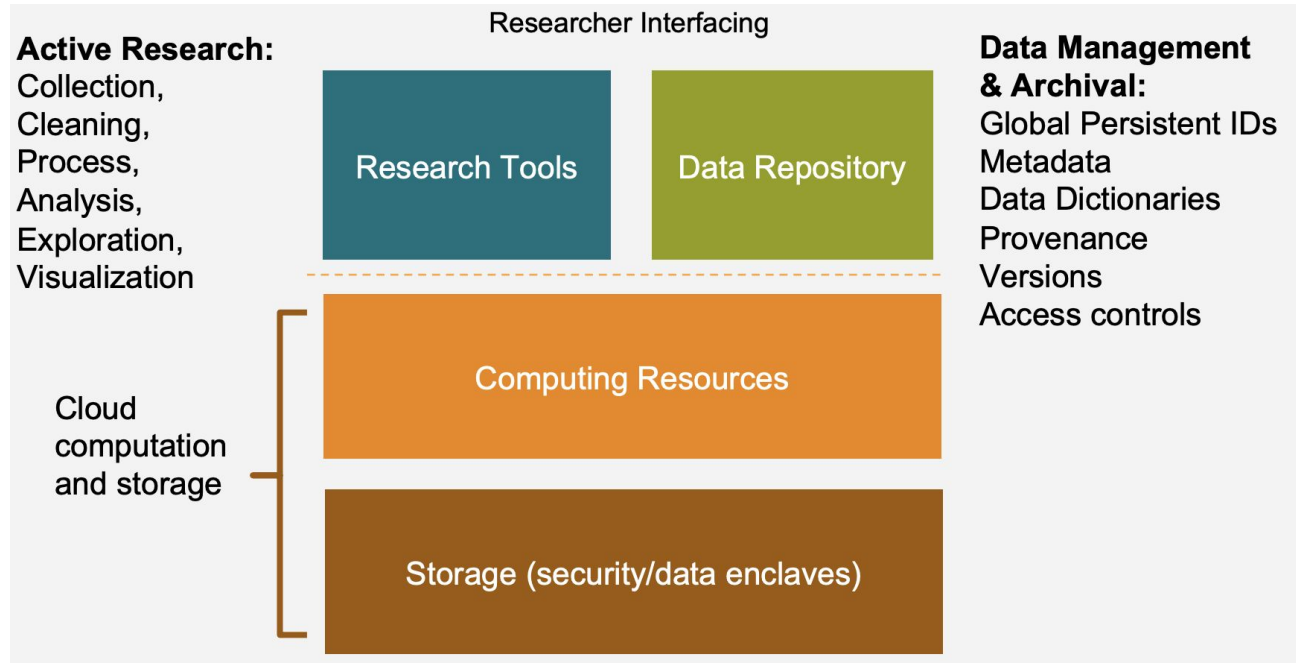 Researcher Interfacing
Active Research:
Collection,
Cleaning,
Process,
Analysis,
Exploration,
Visualization
Research Tools
Data Repository
Data Management
& Archival:
Global Persistent IDs
Metadata
Data Dictionaries
Provenance
Versions
Access controls
Cloud
computation
and storage
Computing Resources
Storage (security/data enclaves)